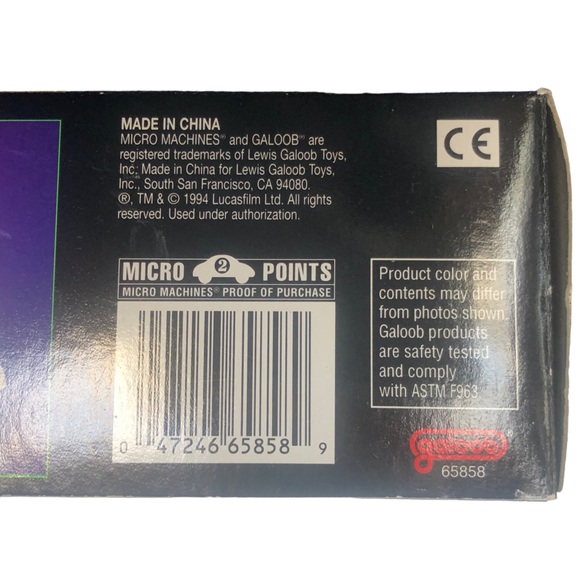 MADE IN CHINA
MICRO MACHINES® and GALOOB® are
registered trademarks of Lewis Galoob Toys,
Inc. Made in China for Lewis Galoob Toys,
Inc., South San Francisco, CA 94080.
®, TM & © 1994 Lucasfilm Ltd. All rights
reserved. Used under authorization.
CE
MICRO 2 POINTS
MICRO MACHINES® PROOF OF PURCHASE
0 47246 65858 9
Product color and
contents may differ
from photos shown.
Galoob products
are safety tested
and comply
with ASTM F963
galoob®
65858